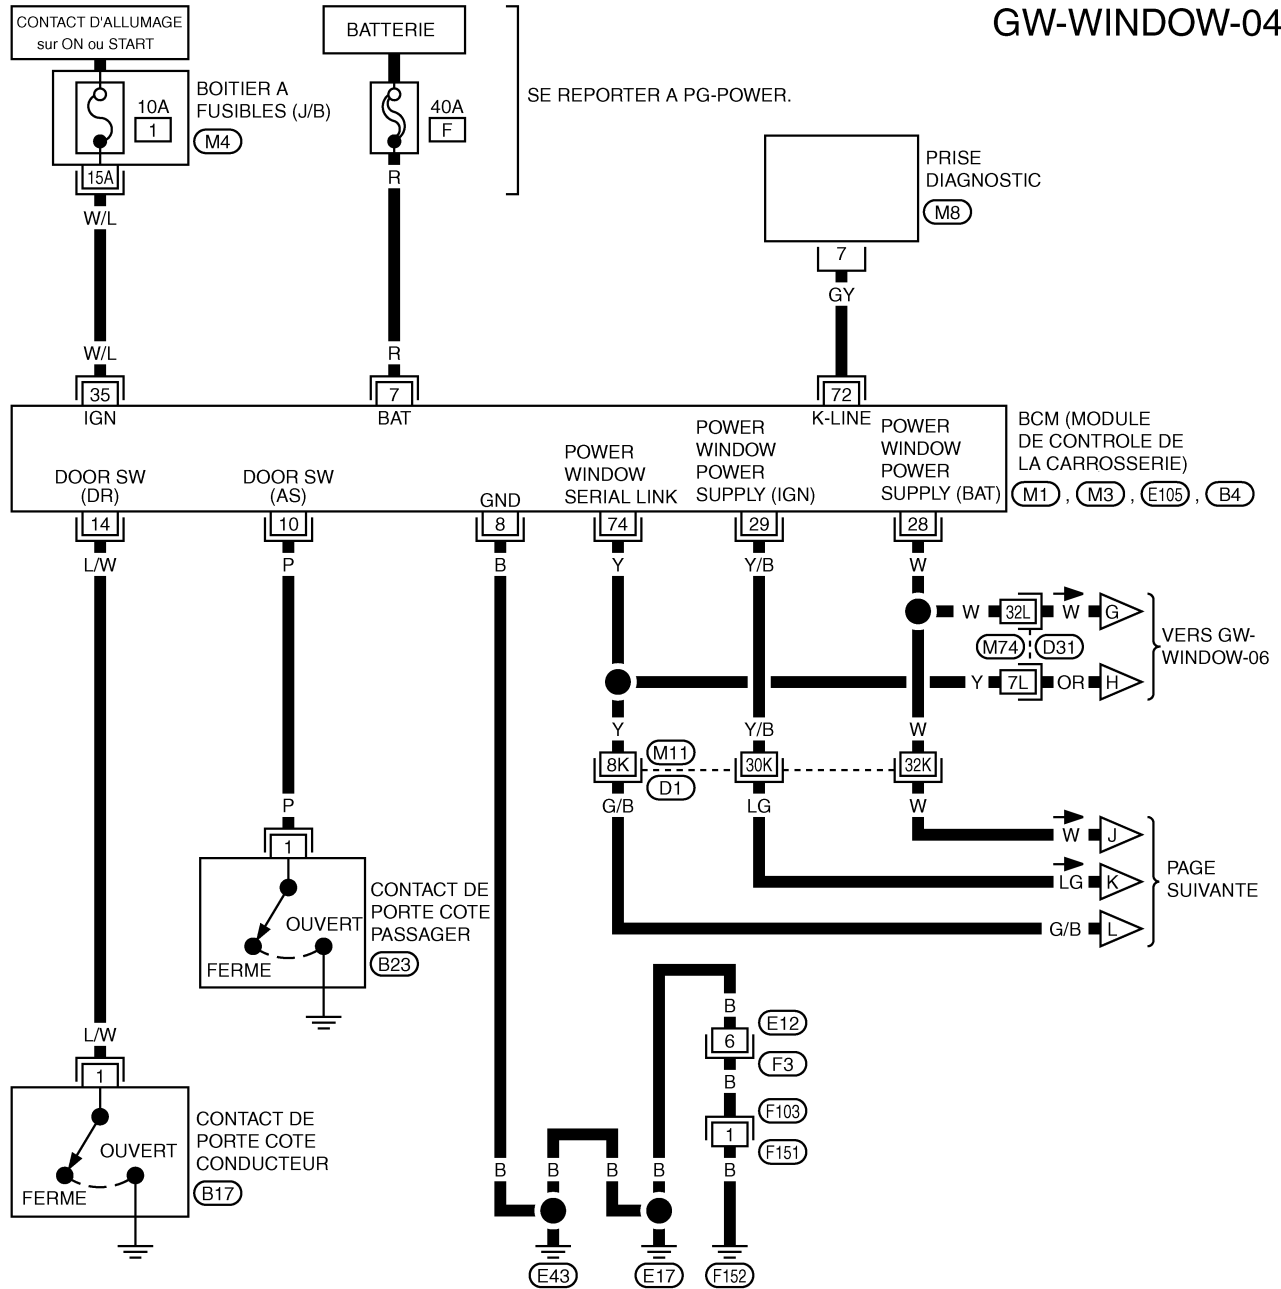 GW-WINDOW-04
CONTACT D'ALLUMAGE
sur ON ou START
BATTERIE
BOITIER A
FUSIBLES (J/B)
M4
10A
1
40A
F
SE REPORTER A PG-POWER.
15A
W/L
R
PRISE
DIAGNOSTIC
M8
7
GY
W/L
R
35
7
72
IGN
BAT
K-LINE
BCM (MODULE
DE CONTROLE DE
LA CARROSSERIE)
M1 , M3 , E105 , B4
DOOR SW
(DR)
DOOR SW
(AS)
GND
POWER
WINDOW
SERIAL LINK
POWER
WINDOW
POWER
SUPPLY (IGN)
POWER
WINDOW
POWER
SUPPLY (BAT)
14
10
8
74
29
28
L/W
P
B
Y
Y/B
W
W
32L
W
G
M74
D31
Y
7L
OR
H
VERS GW-
WINDOW-06
Y
Y/B
W
8K
M11
D1
30K
32K
G/B
LG
W
W
J
LG
K
G/B
L
PAGE
SUIVANTE
P
1
OUVERT
FERME
CONTACT DE
PORTE COTE
PASSAGER
B23
L/W
1
OUVERT
FERME
CONTACT DE
PORTE COTE
CONDUCTEUR
B17
B
6
E12
F3
B
F103
1
F151
B
B
B
B
B
E43
E17
F152